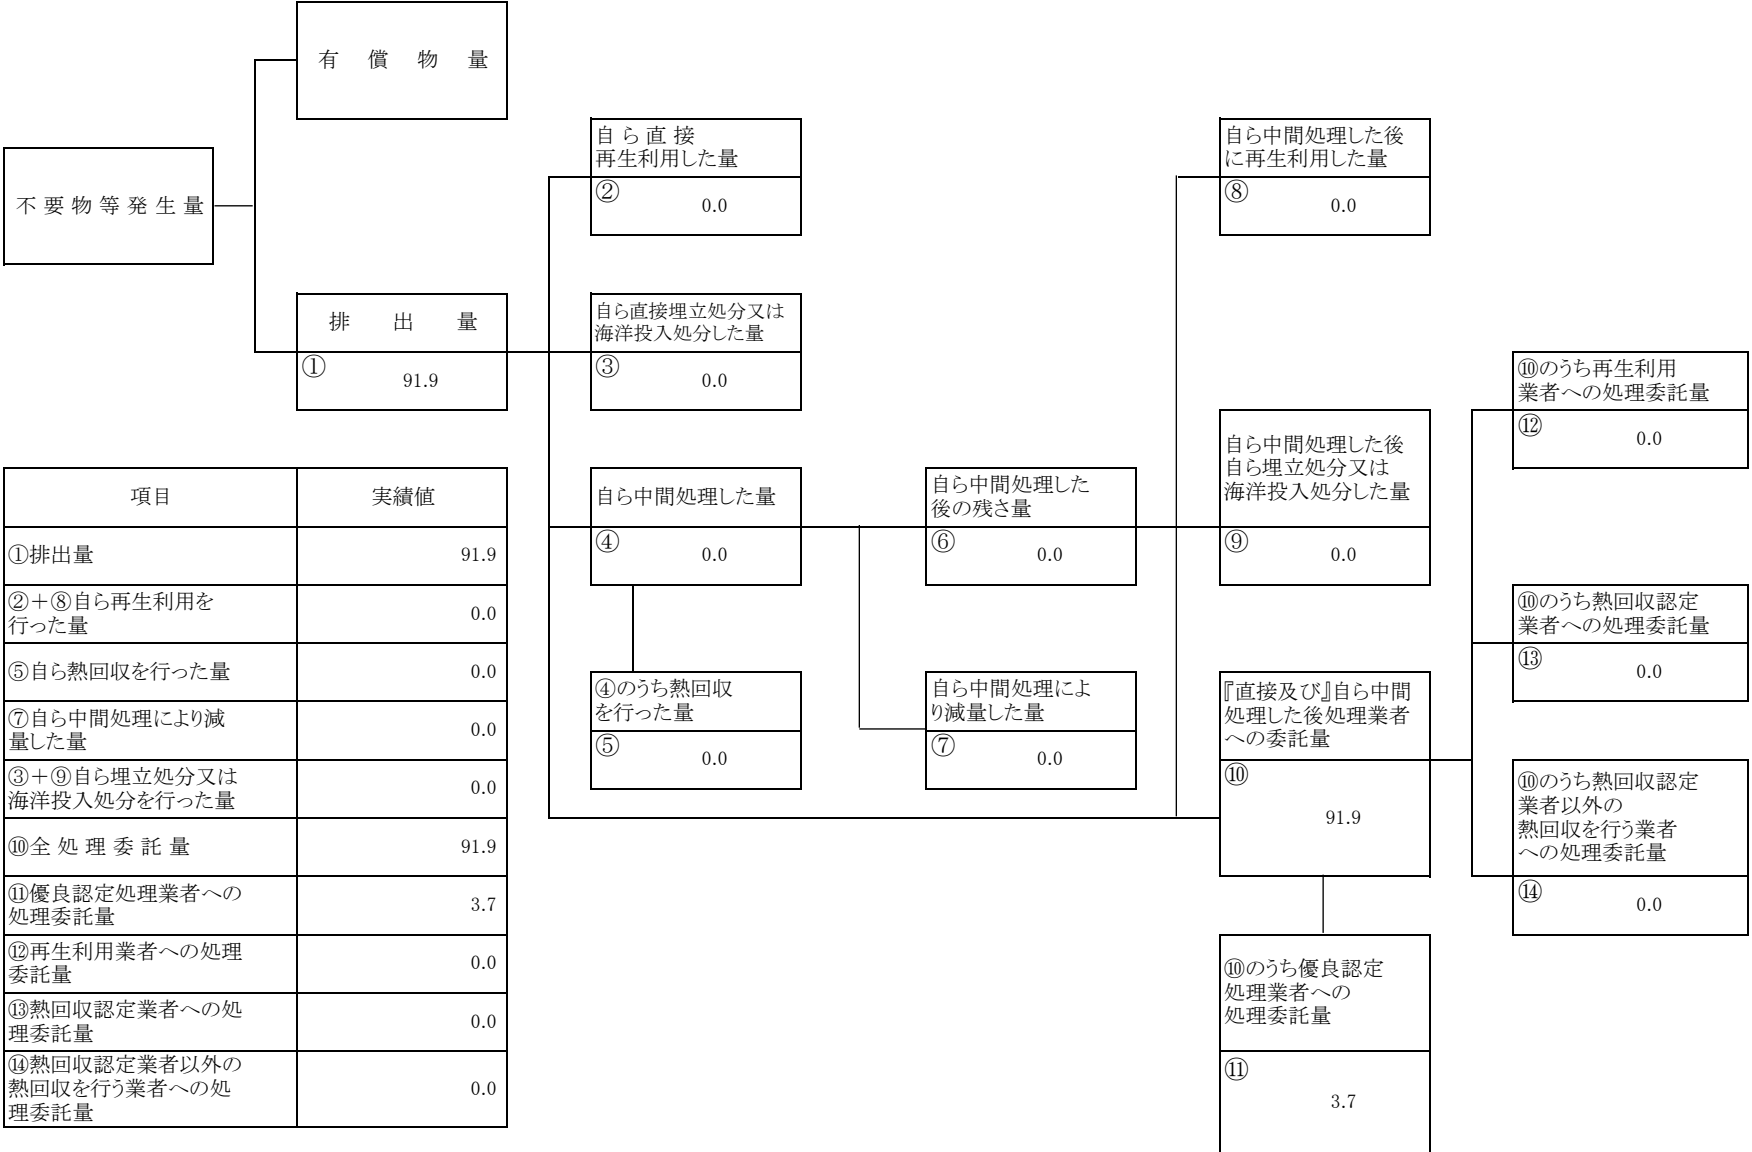 有　償　物　量
不 要 物 等 発 生 量
排　出　量
①
91.9
自 ら 直 接
再生利用した量
②
0.0
自ら直接埋立処分又は
海洋投入処分した量
③
0.0
自ら中間処理した量
④
0.0
④のうち熱回収
を行った量
⑤
0.0
自ら中間処理した
後の残さ量
⑥
0.0
自ら中間処理によ
り減量した量
⑦
0.0
自ら中間処理した後
に再生利用した量
⑧
0.0
自ら中間処理した後
自ら埋立処分又は
海洋投入処分した量
⑨
0.0
『直接及び』自ら中間
処理した後処理業者
への委託量
⑩
91.9
⑩のうち優良認定
処理業者への
処理委託量
⑪
3.7
⑩のうち再生利用
業者への処理委託量
⑫
0.0
⑩のうち熱回収認定
業者への処理委託量
⑬
0.0
⑩のうち熱回収認定
業者以外の
熱回収を行う業者
への処理委託量
⑭
0.0
項目 実績値
①排出量 91.9
②＋⑧自ら再生利用を
行った量
0.0
⑤自ら熱回収を行った量 0.0
⑦自ら中間処理により減
量した量
0.0
③＋⑨自ら埋立処分又は
海洋投入処分を行った量
0.0
⑩全 処 理 委 託 量 91.9
⑪優良認定処理業者への
処理委託量
3.7
⑫再生利用業者への処理
委託量
0.0
⑬熱回収認定業者への処
理委託量
0.0
⑭熱回収認定業者以外の
熱回収を行う業者への処
理委託量
0.0